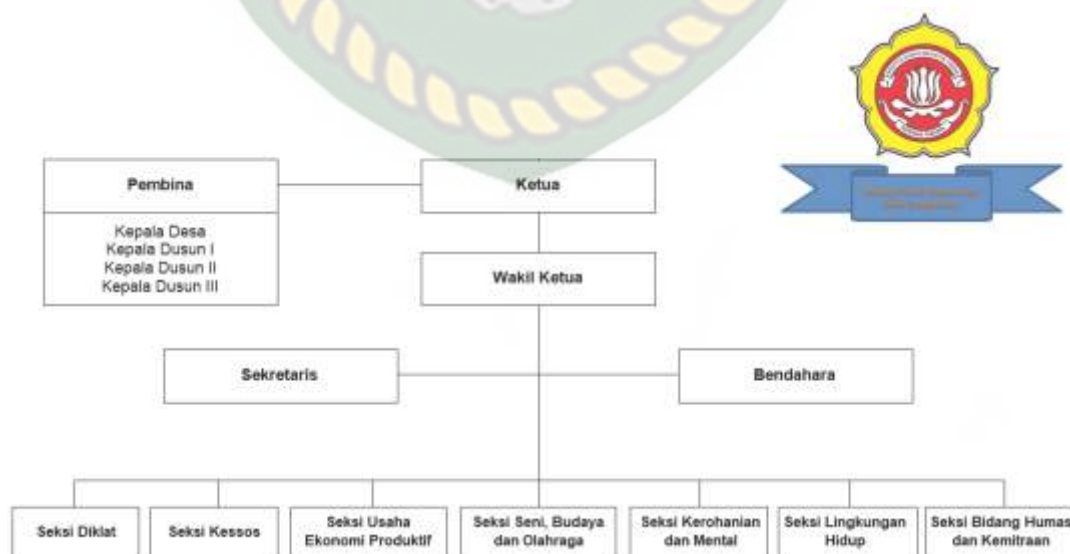 Pembina
Kepala Desa
Kepala Dusun I
Kepala Dusun II
Kepala Dusun III
Ketua
Wakil Ketua
Sekretaris
Bendahara
Seksi Diklat
Seksi Kessos
Seksi Usaha
Ekonomi Produktif
Seksi Seni, Budaya
dan Olahraga
Seksi Kerohanian
dan Mental
Seksi Lingkungan
Hidup
Seksi Bidang Humas
dan Kemitraan